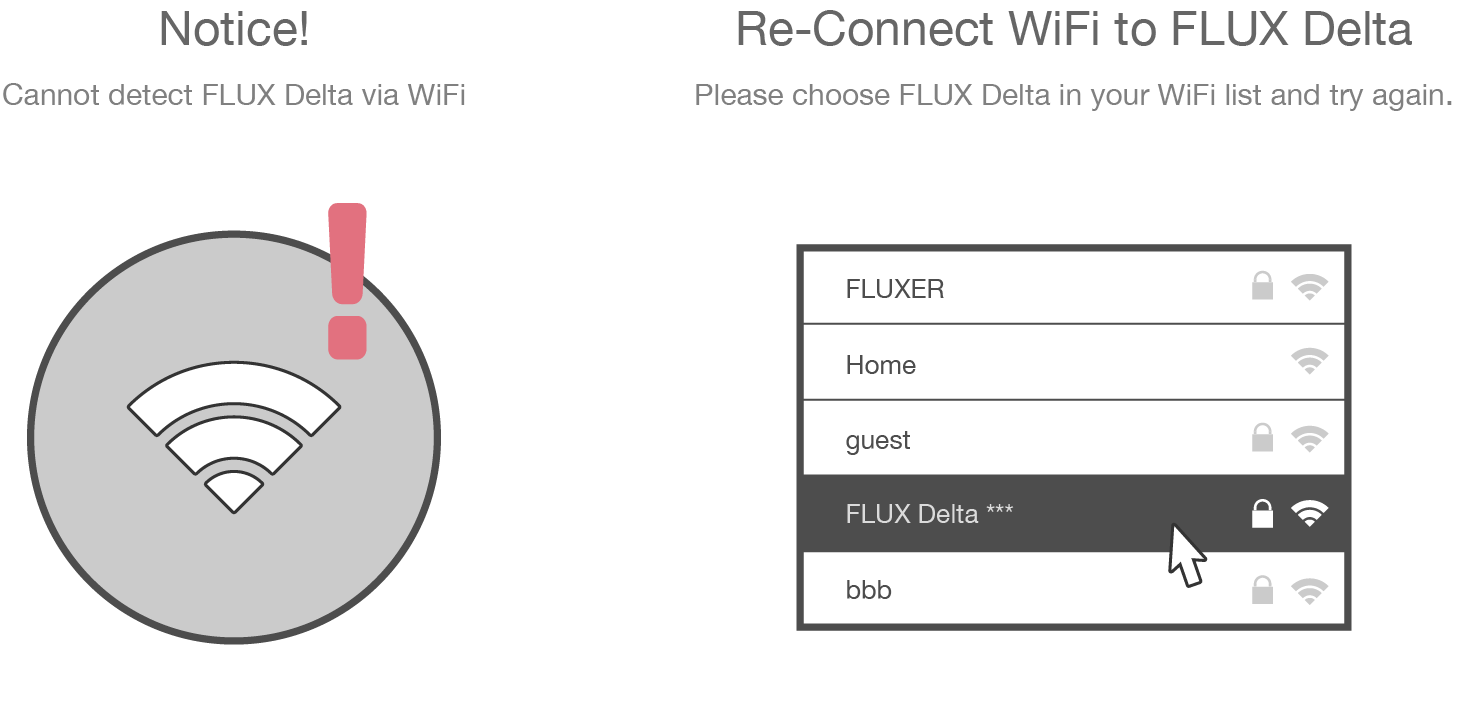 Notice!
Cannot detect FLUX Delta via WiFi
Re-Connect WiFi to FLUX Delta
Please choose FLUX Delta in your WiFi list and try again.
FLUXER
Home
guest
FLUX Delta ***
bbb